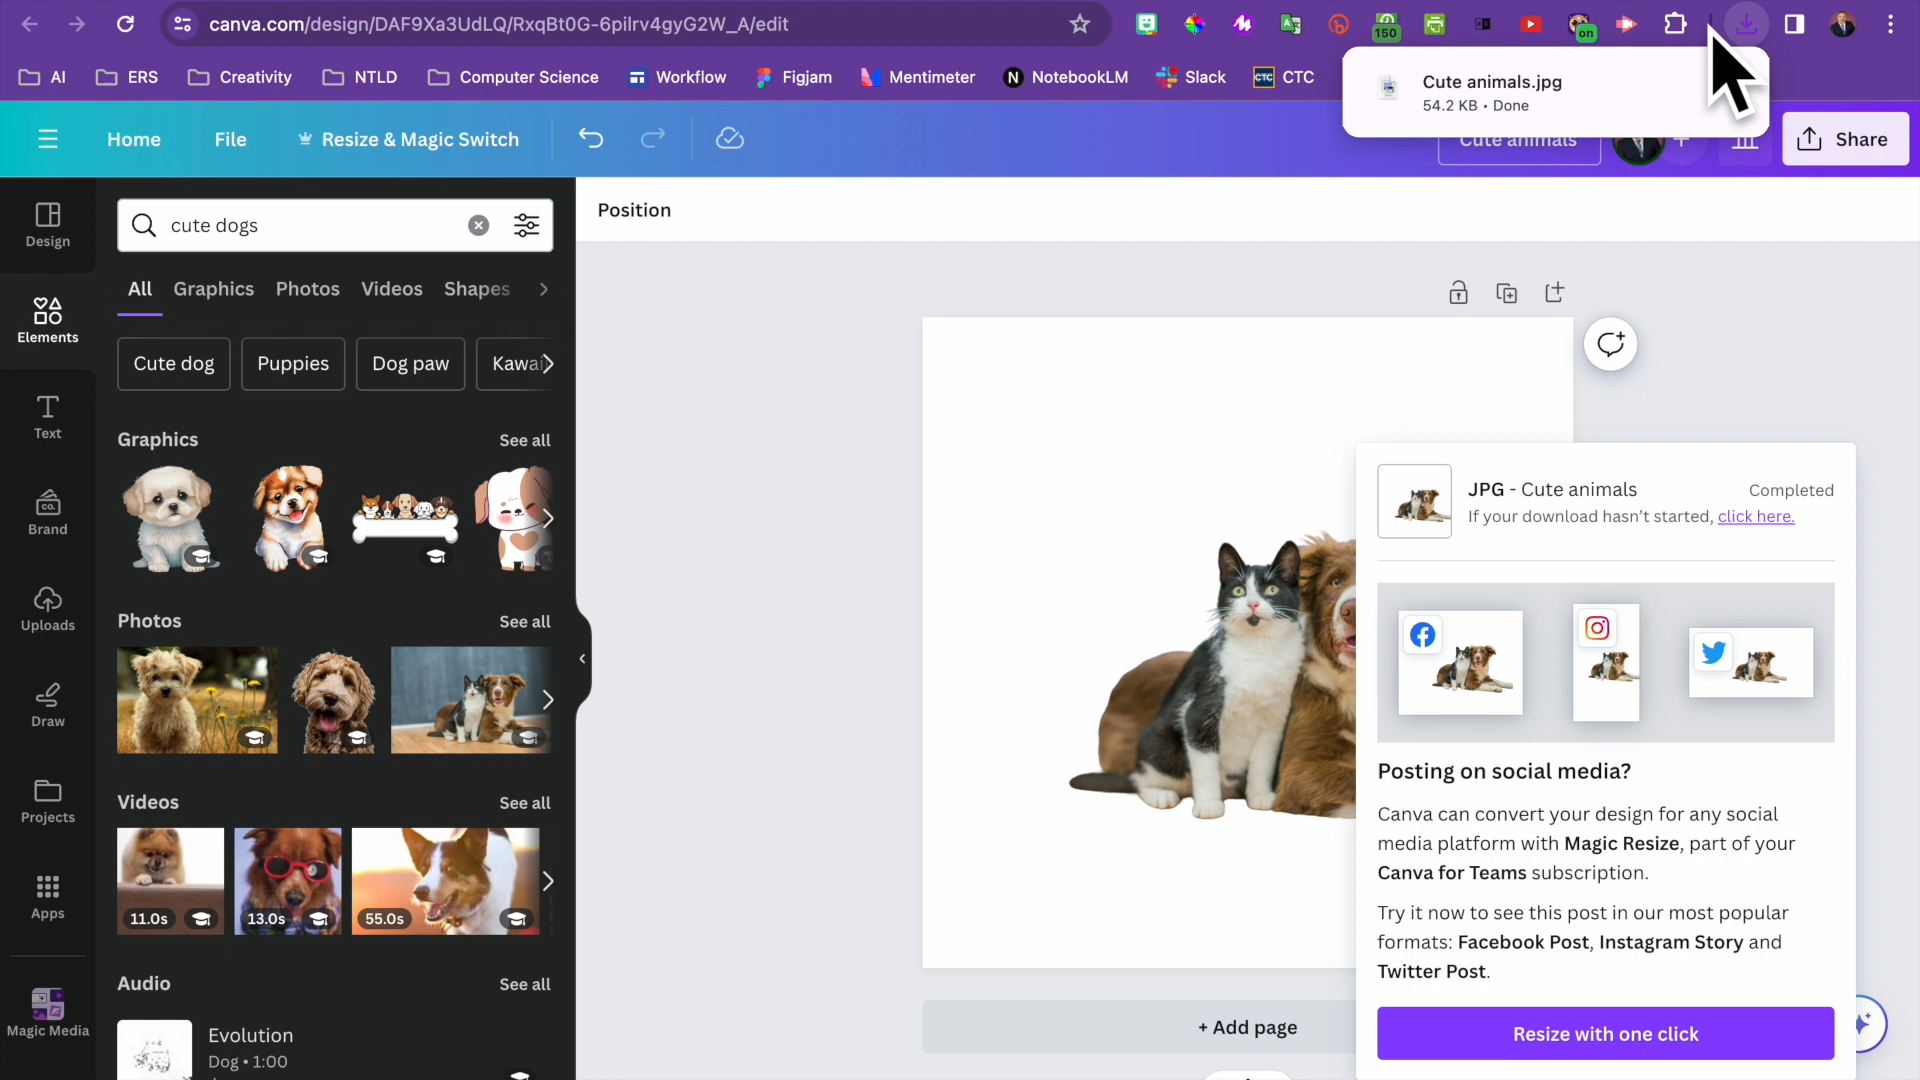 canva.com/design/DAF9Xa3UdLQ/RxqBt0G-6pilrv4gyG2W_A/edit
150
on
AI
ERS
Creativity
NTLD
Computer Science
Workflow
Figjam
Mentimeter
NotebookLM
Slack
CTC
CTC
Cute animals.jpg
54.2 KB • Done
Home
File
Resize & Magic Switch
Cute animals
Share
Design
Elements
Text
Brand
Uploads
Draw
Projects
Apps
Magic Media
cute dogs
All
Graphics
Photos
Videos
Shapes
Cute dog
Puppies
Dog paw
Kawaii
Graphics
See all
Photos
See all
Videos
See all
11.0s
13.0s
55.0s
Audio
See all
Evolution
Dog • 1:00
Position
+ Add page
JPG - Cute animals
Completed
If your download hasn't started, click here.
Posting on social media?
Canva can convert your design for any social
media platform with Magic Resize, part of your
Canva for Teams subscription.
Try it now to see this post in our most popular
formats: Facebook Post, Instagram Story and
Twitter Post.
Resize with one click